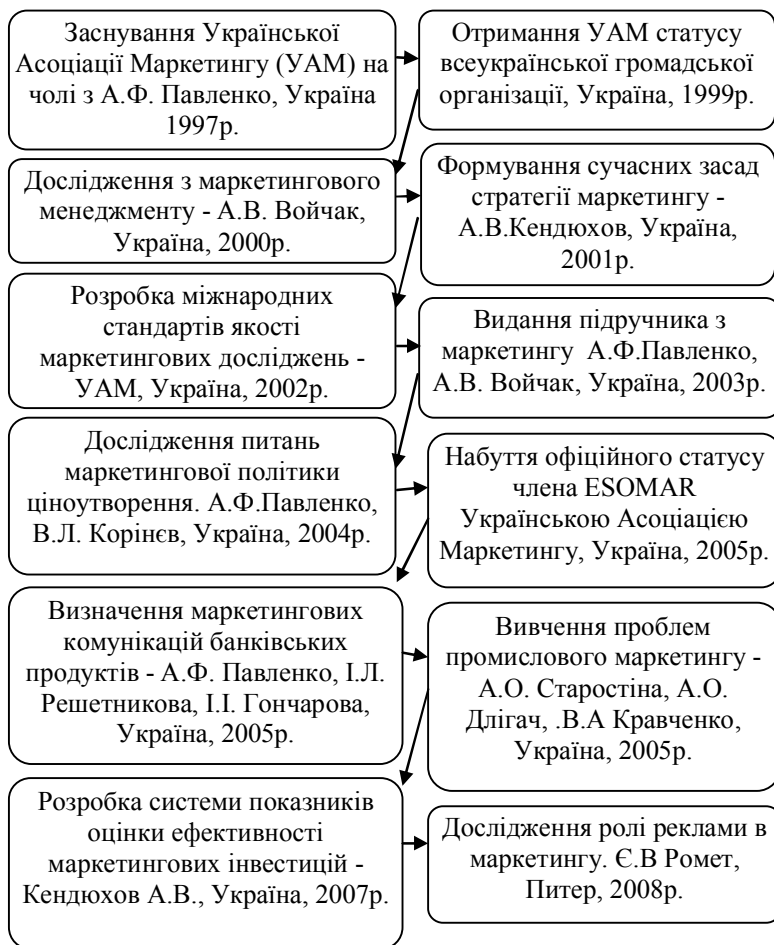 Заснування Української
Асоціації Маркетингу (УАМ) на
чолі з А.Ф. Павленко, Україна
1997р.
Отримання УАМ статусу
всеукраїнської громадської
організації, Україна, 1999р.
Дослідження з маркетингового
менеджменту - А.В. Войчак,
Україна, 2000р.
Формування сучасних засад
стратегії маркетингу -
А.В.Кендюхов, Україна,
2001р.
Розробка міжнародних
стандартів якості
маркетингових досліджень -
УАМ, Україна, 2002р.
Видання підручника з
маркетингу А.Ф.Павленко,
А.В. Войчак, Україна, 2003р.
Дослідження питань
маркетингової політики
ціноутворення. А.Ф.Павленко,
В.Л. Корінєв, Україна, 2004р.
Набуття офіційного статусу
члена ESOMAR
Українською Асоціацією
Маркетингу, Україна, 2005р.
Визначення маркетингових
комунікацій банківських
продуктів - А.Ф. Павленко, І.Л.
Решетникова, І.І. Гончарова,
Україна, 2005р.
Вивчення проблем
промислового маркетингу -
А.О. Старостіна, А.О.
Длігач, .В.А Кравченко,
Україна, 2005р.
Розробка системи показників
оцінки ефективності
маркетингових інвестицій -
Кендюхов А.В., Україна, 2007р.
Дослідження ролі реклами в
маркетингу. Є.В Ромет,
Питер, 2008р.